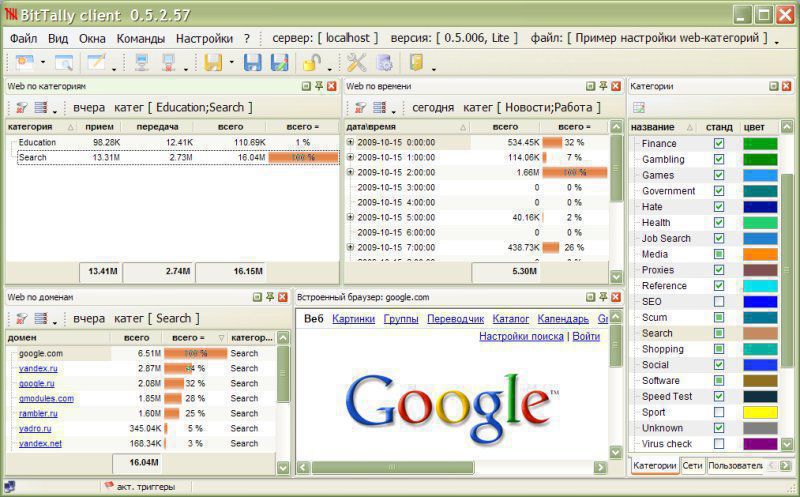 BitTally client 0.5.2.57
Файл Вид Окна Команды Настройки ? сервер: [ localhost ] версия: [ 0.5.006, Lite ] файл: [ Пример настройки web-категорий ]
Web по категориям
вчера катег [ Education;Search ]
категория прием передача всего всего =
Education 98.28K 12.41K 110.69K 1 %
Search 13.31M 2.73M 16.04M 100 %
13.41M 2.74M 16.15M
Web по времени
сегодня катег [ Новости;Работа ]
дата\время всего всего =
2009-10-15 0:00:00 534.45K 32 %
2009-10-15 1:00:00 114.06K 7 %
2009-10-15 2:00:00 1.66M 100 %
2009-10-15 3:00:00 0 0 %
2009-10-15 4:00:00 0 0 %
2009-10-15 5:00:00 40.16K 2 %
2009-10-15 6:00:00 0 0 %
2009-10-15 7:00:00 438.73K 26 %
2009-10-15 8:00:00 0 0 %
5.30M
Категории
название станд цвет
Finance
Gambling
Games
Government
Hate
Health
Job Search
Media
Proxies
Reference
SEO
Scum
Search
Shopping
Social
Software
Speed Test
Sport
Unknown
Virus check
Категории Сети Пользователи
Web по доменам
вчера катег [ Search ]
домен всего всего = категор...
google.com 6.51M 100 % Search
yandex.ru 2.87M 44 % Search
google.ru 2.08M 32 % Search
gmodules.com 1.85M 28 % Search
rambler.ru 1.60M 25 % Search
yadro.ru 345.04K 5 % Search
yandex.net 168.34K 3 % Search
16.04M
Встроенный браузер: google.com
Веб Картинки Группы Переводчик Каталог Календарь Gr
Настройки поиска | Войти
Google™
акт. триггеры